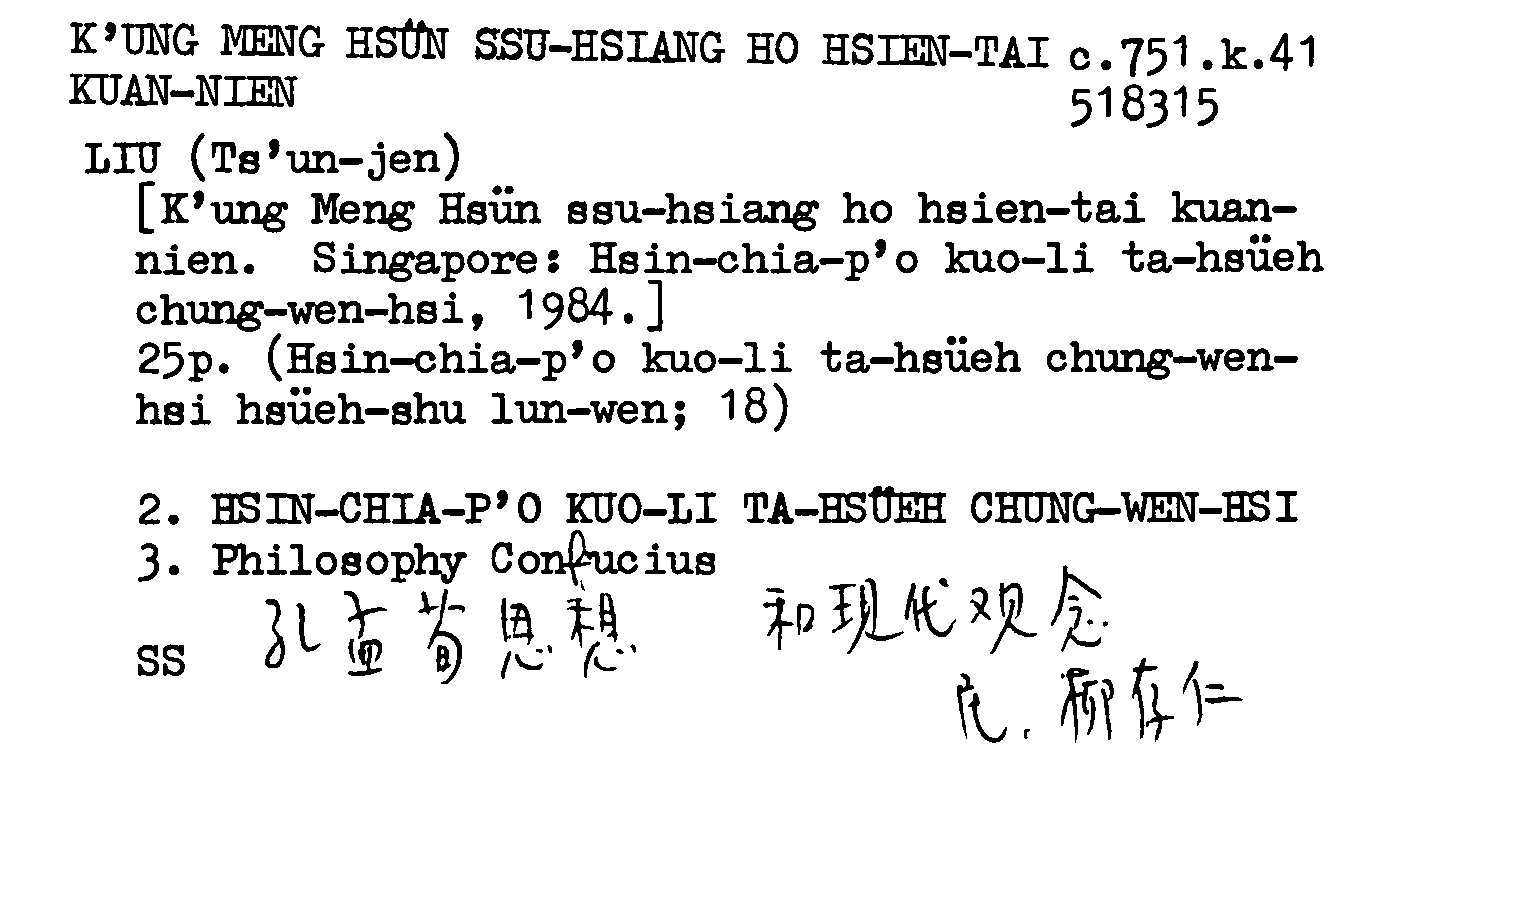 K'UNG MENG HSÜN SSU-HSIANG HO HSIEN-TAI c.751.k.41
KUAN-NIEN 518315
LIU (Ts'un-jen)
[K'ung Meng Hsün ssu-hsiang ho hsien-tai kuan-
nien. Singapore: Hsin-chia-p'o kuo-li ta-hsüeh
chung-wen-hsi, 1984.]
25p. (Hsin-chia-p'o kuo-li ta-hsüeh chung-wen-
hsi hsüeh-shu lun-wen; 18)
2. HSIN-CHIA-P'O KUO-LI TA-HSÜEH CHUNG-WEN-HSI
3. Philosophy Confucius
SS 孔孟荀思想 和现代观念
柳存仁